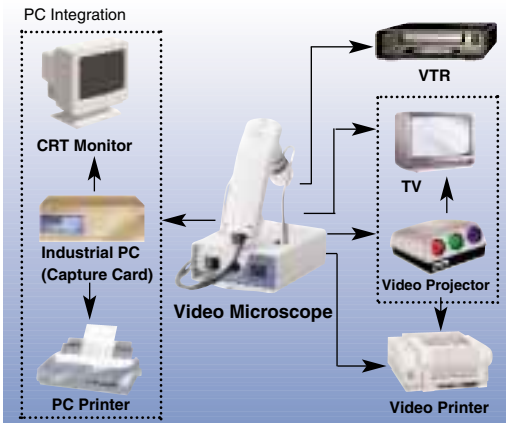 PC Integration
CRT Monitor
Industrial PC
(Capture Card)
PC Printer
Video Microscope
VTR
TV
Video Projector
Video Printer